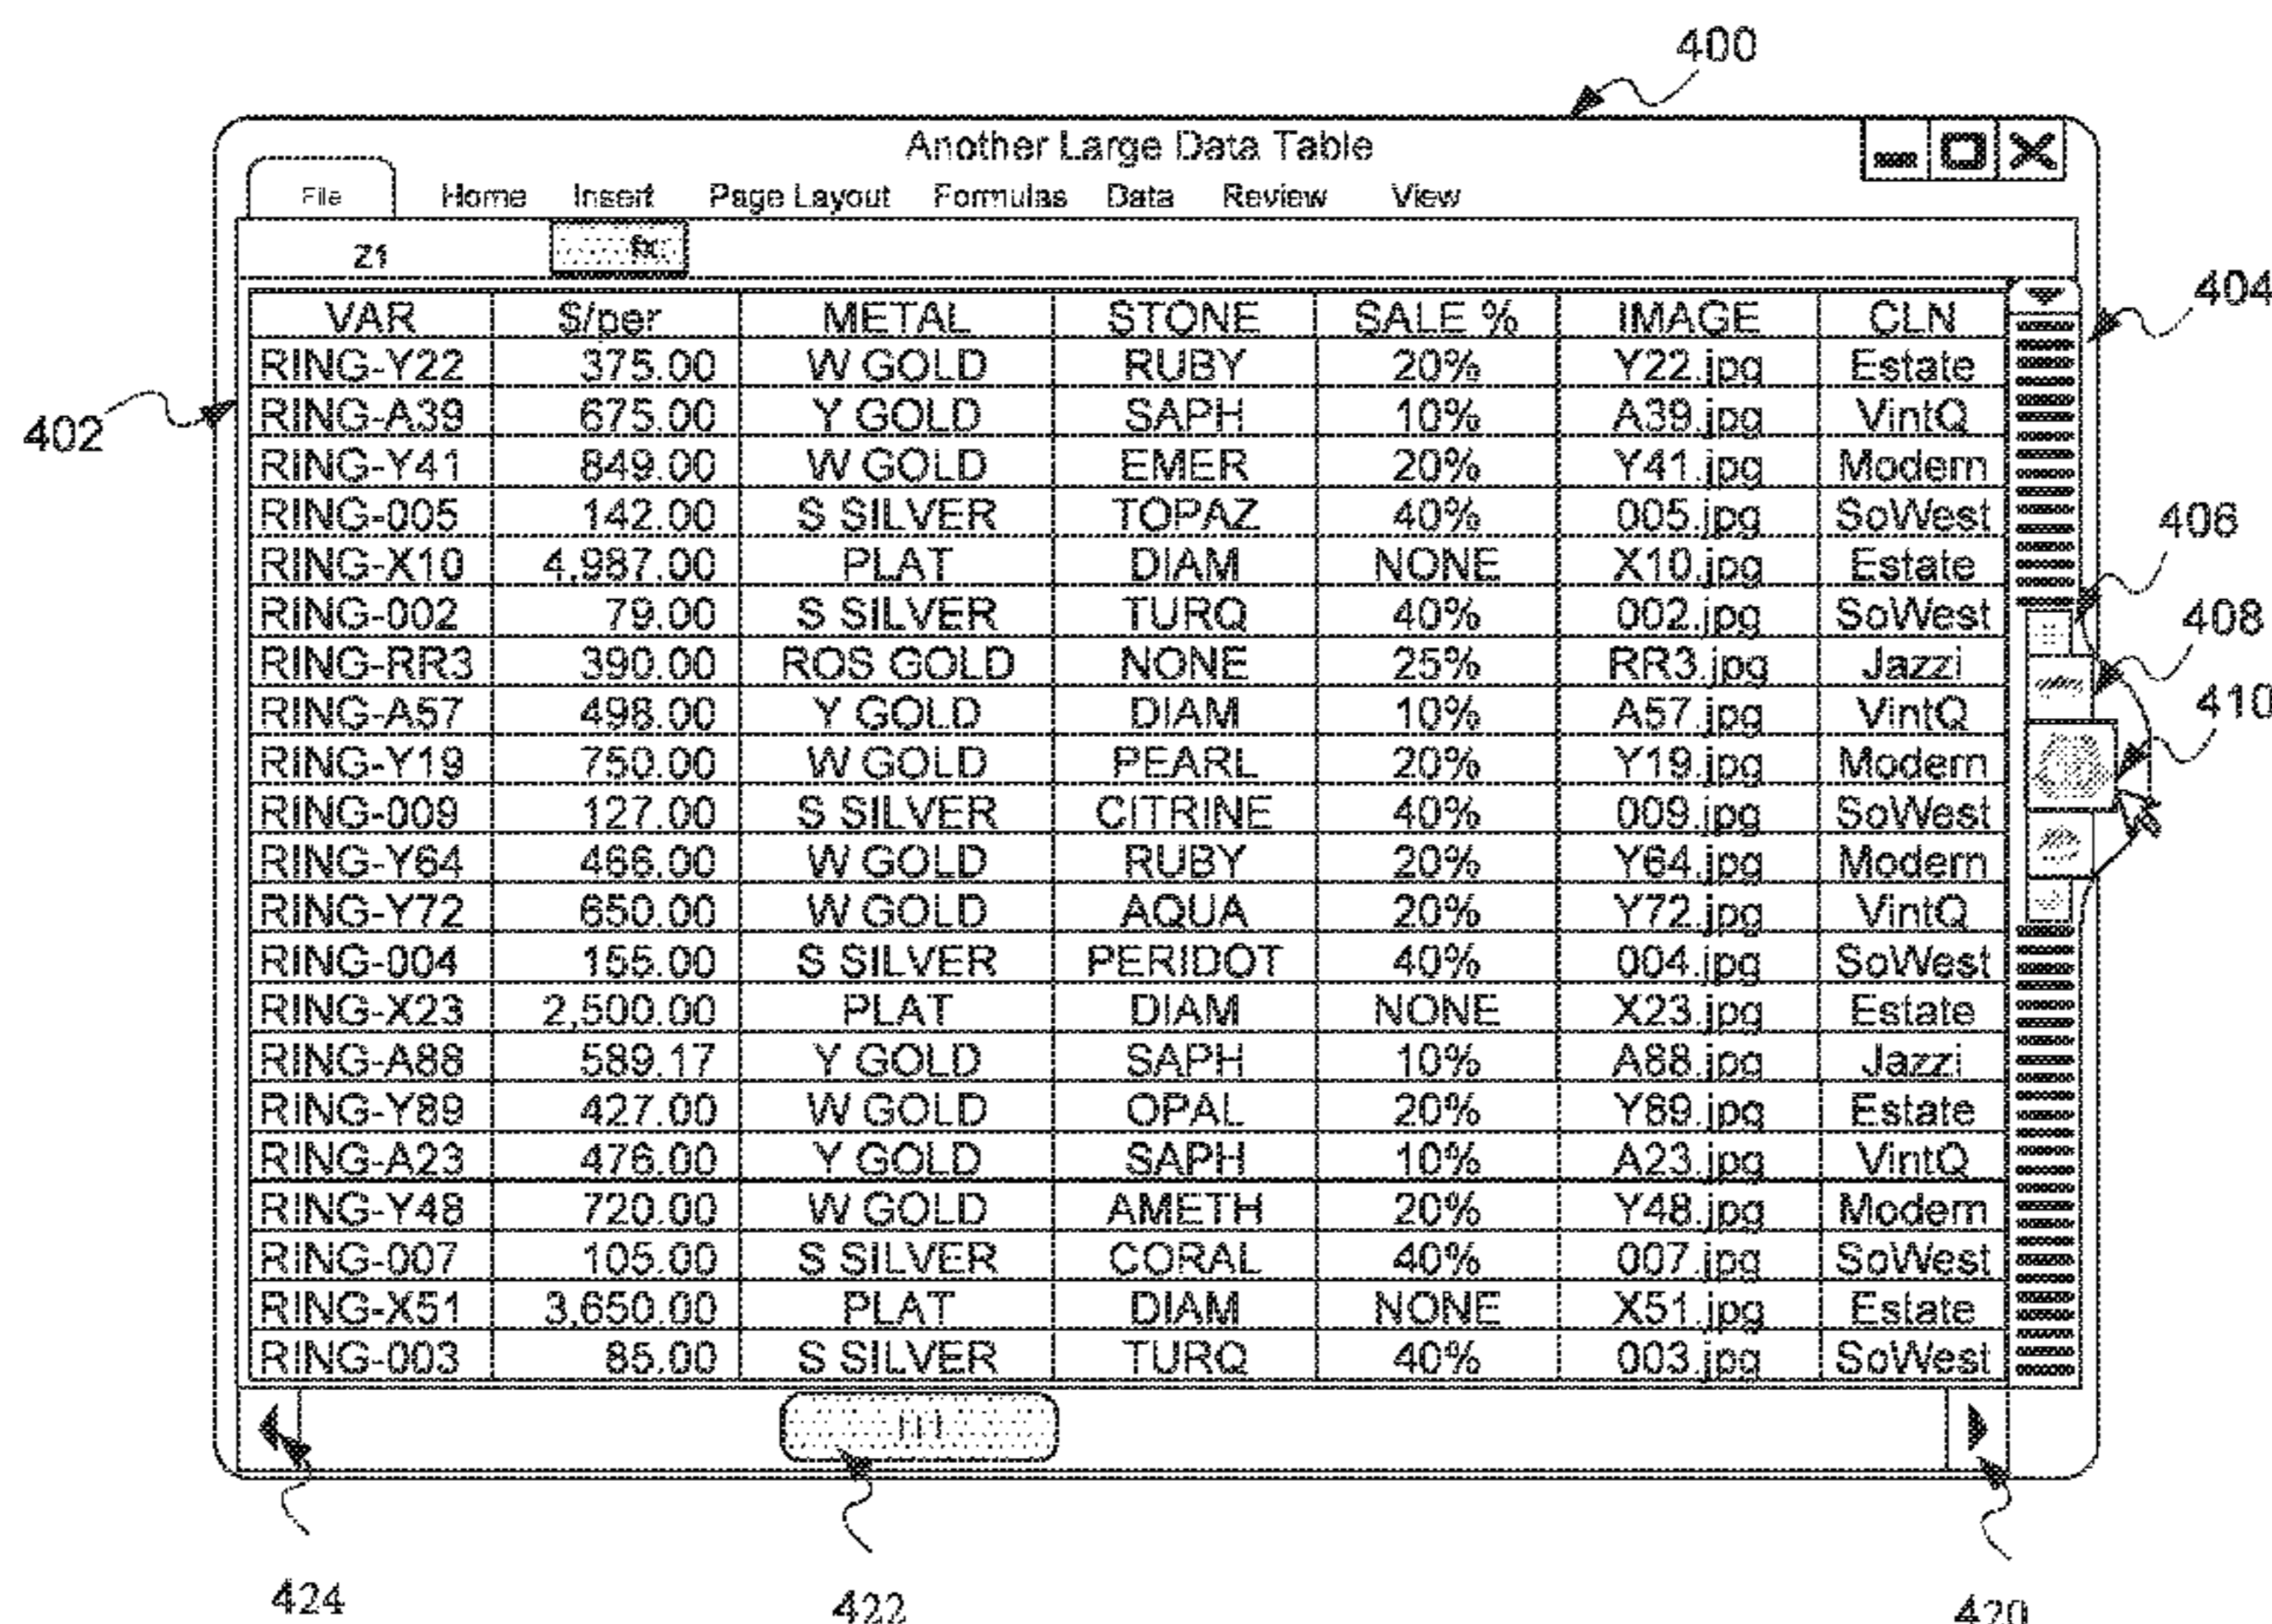 400
Another Large Data Table
File Home Insert Page Layout Formulas Data Review View
Z1 fx
404
VAR $/per METAL STONE SALE % IMAGE CLN
RING-Y22 375.00 W GOLD RUBY 20% Y22.jpg Estate
402
RING-A39 675.00 Y GOLD SAPH 10% A39.jpg VintQ
RING-Y41 849.00 W GOLD EMER 20% Y41.jpg Modern
RING-005 142.00 S SILVER TOPAZ 40% 005.jpg SoWest
406
RING-X10 4,987.00 PLAT DIAM NONE X10.jpg Estate
RING-002 79.00 S SILVER TURQ 40% 002.jpg SoWest
408
RING-RR3 390.00 ROS GOLD NONE 25% RR3.jpg Jazzi
RING-A57 498.00 Y GOLD DIAM 10% A57.jpg VintQ
410
RING-Y19 750.00 W GOLD PEARL 20% Y19.jpg Modern
RING-009 127.00 S SILVER CITRINE 40% 009.jpg SoWest
RING-Y64 466.00 W GOLD RUBY 20% Y64.jpg Modern
RING-Y72 650.00 W GOLD AQUA 20% Y72.jpg VintQ
RING-004 155.00 S SILVER PERIDOT 40% 004.jpg SoWest
RING-X23 2,500.00 PLAT DIAM NONE X23.jpg Estate
RING-A88 589.17 Y GOLD SAPH 10% A88.jpg Jazzi
RING-Y89 427.00 W GOLD OPAL 20% Y89.jpg Estate
RING-A23 476.00 Y GOLD SAPH 10% A23.jpg VintQ
RING-Y48 720.00 W GOLD AMETH 20% Y48.jpg Modern
RING-007 105.00 S SILVER CORAL 40% 007.jpg SoWest
RING-X51 3,650.00 PLAT DIAM NONE X51.jpg Estate
RING-003 85.00 S SILVER TURQ 40% 003.jpg SoWest
424 422 420